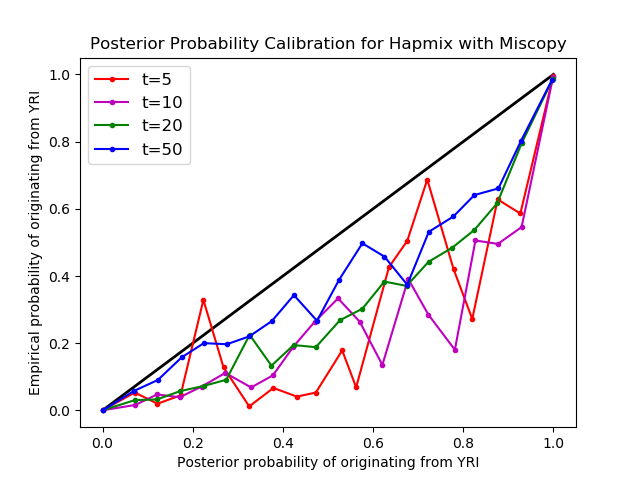 Posterior Probability Calibration for Hapmix with Miscopy
t=5
t=10
t=20
t=50
Empirical probability of originating from YRI
1.0
0.8
0.6
0.4
0.2
0.0
0.0 0.2 0.4 0.6 0.8 1.0
Posterior probability of originating from YRI